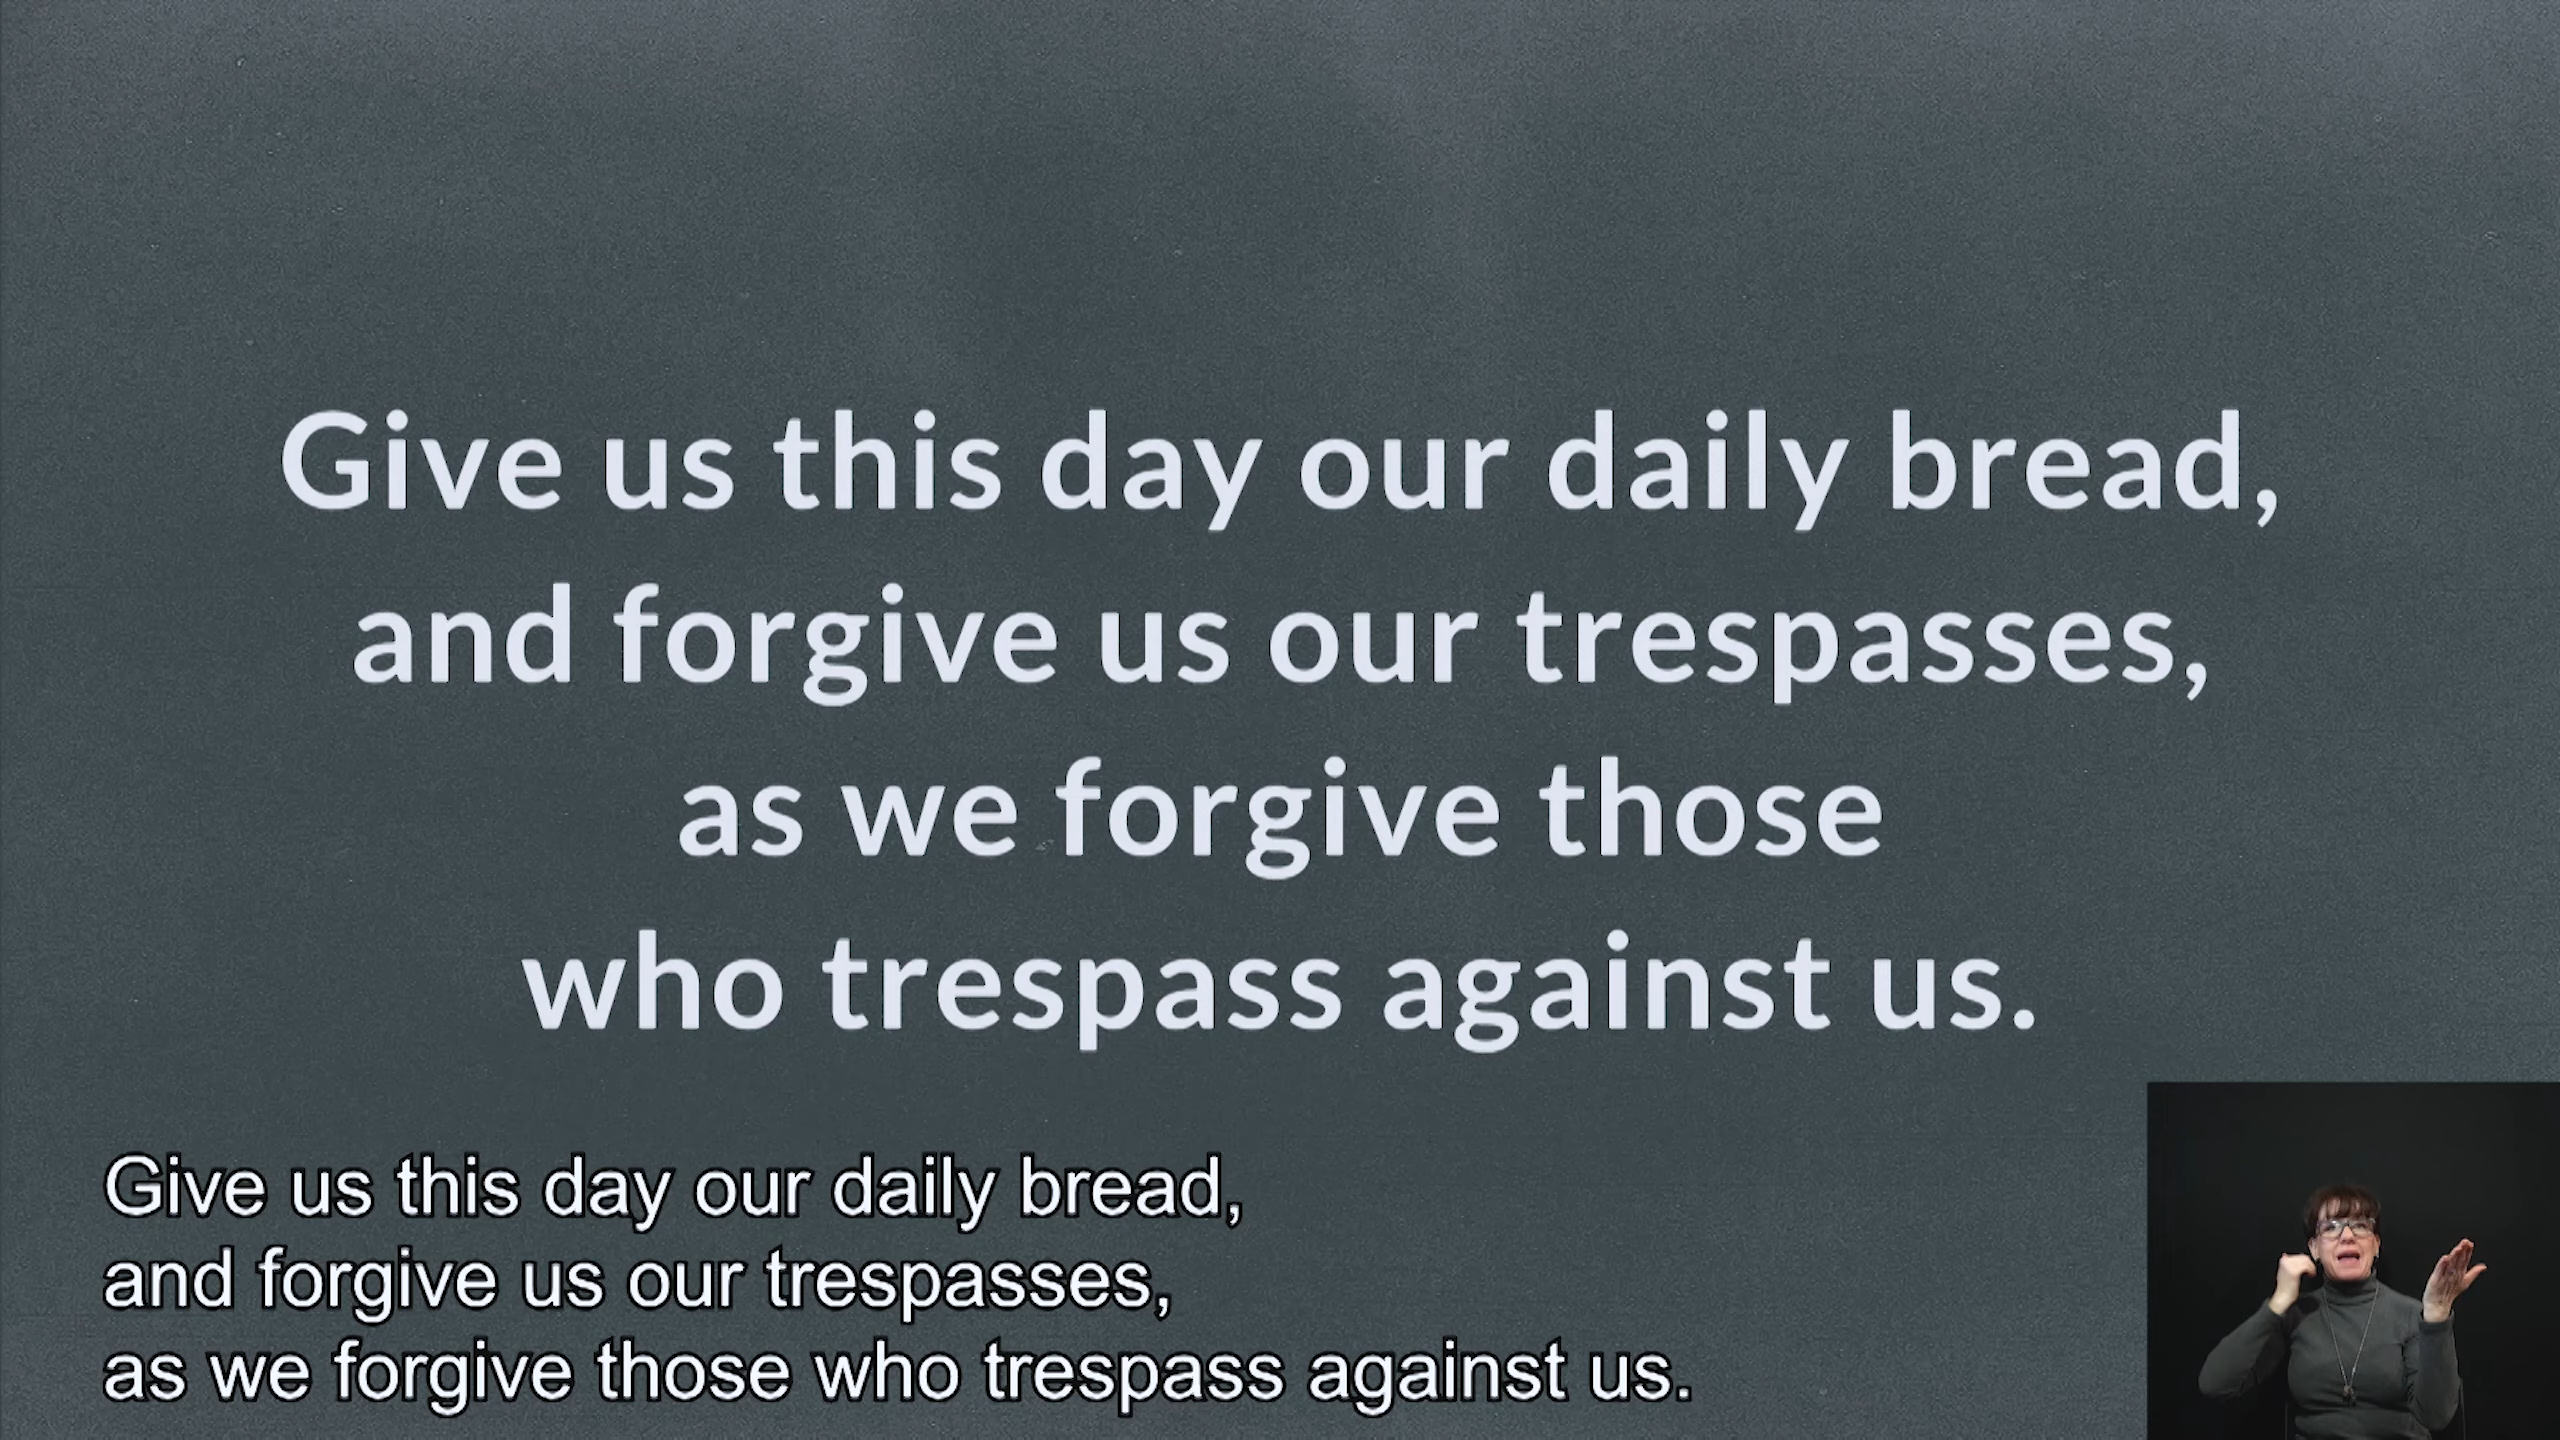 Give us this day our daily bread,
and forgive us our trespasses,
as we forgive those
who trespass against us.
Give us this day our daily bread,
and forgive us our trespasses,
as we forgive those who trespass against us.